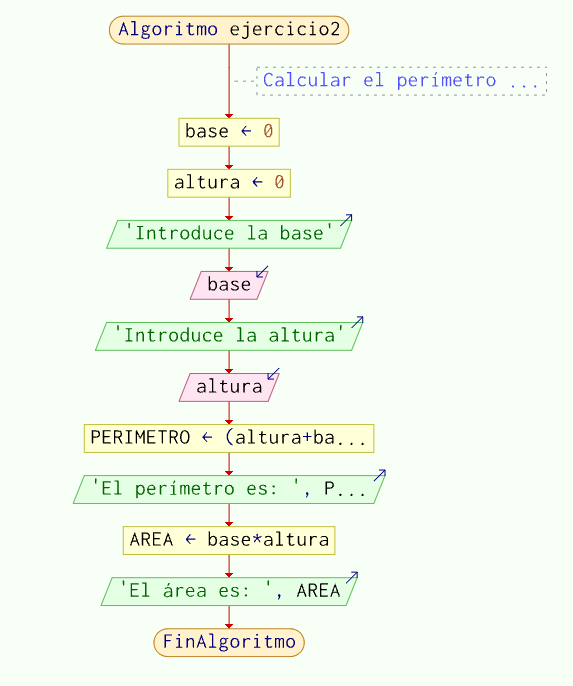 Algoritmo ejercicio2
Calcular el perímetro ...
base ← 0
altura ← 0
'Introduce la base'
base
'Introduce la altura'
altura
PERIMETRO ← (altura+ba...
'El perímetro es: ', P...
AREA ← base*altura
'El área es: ', AREA
FinAlgoritmo